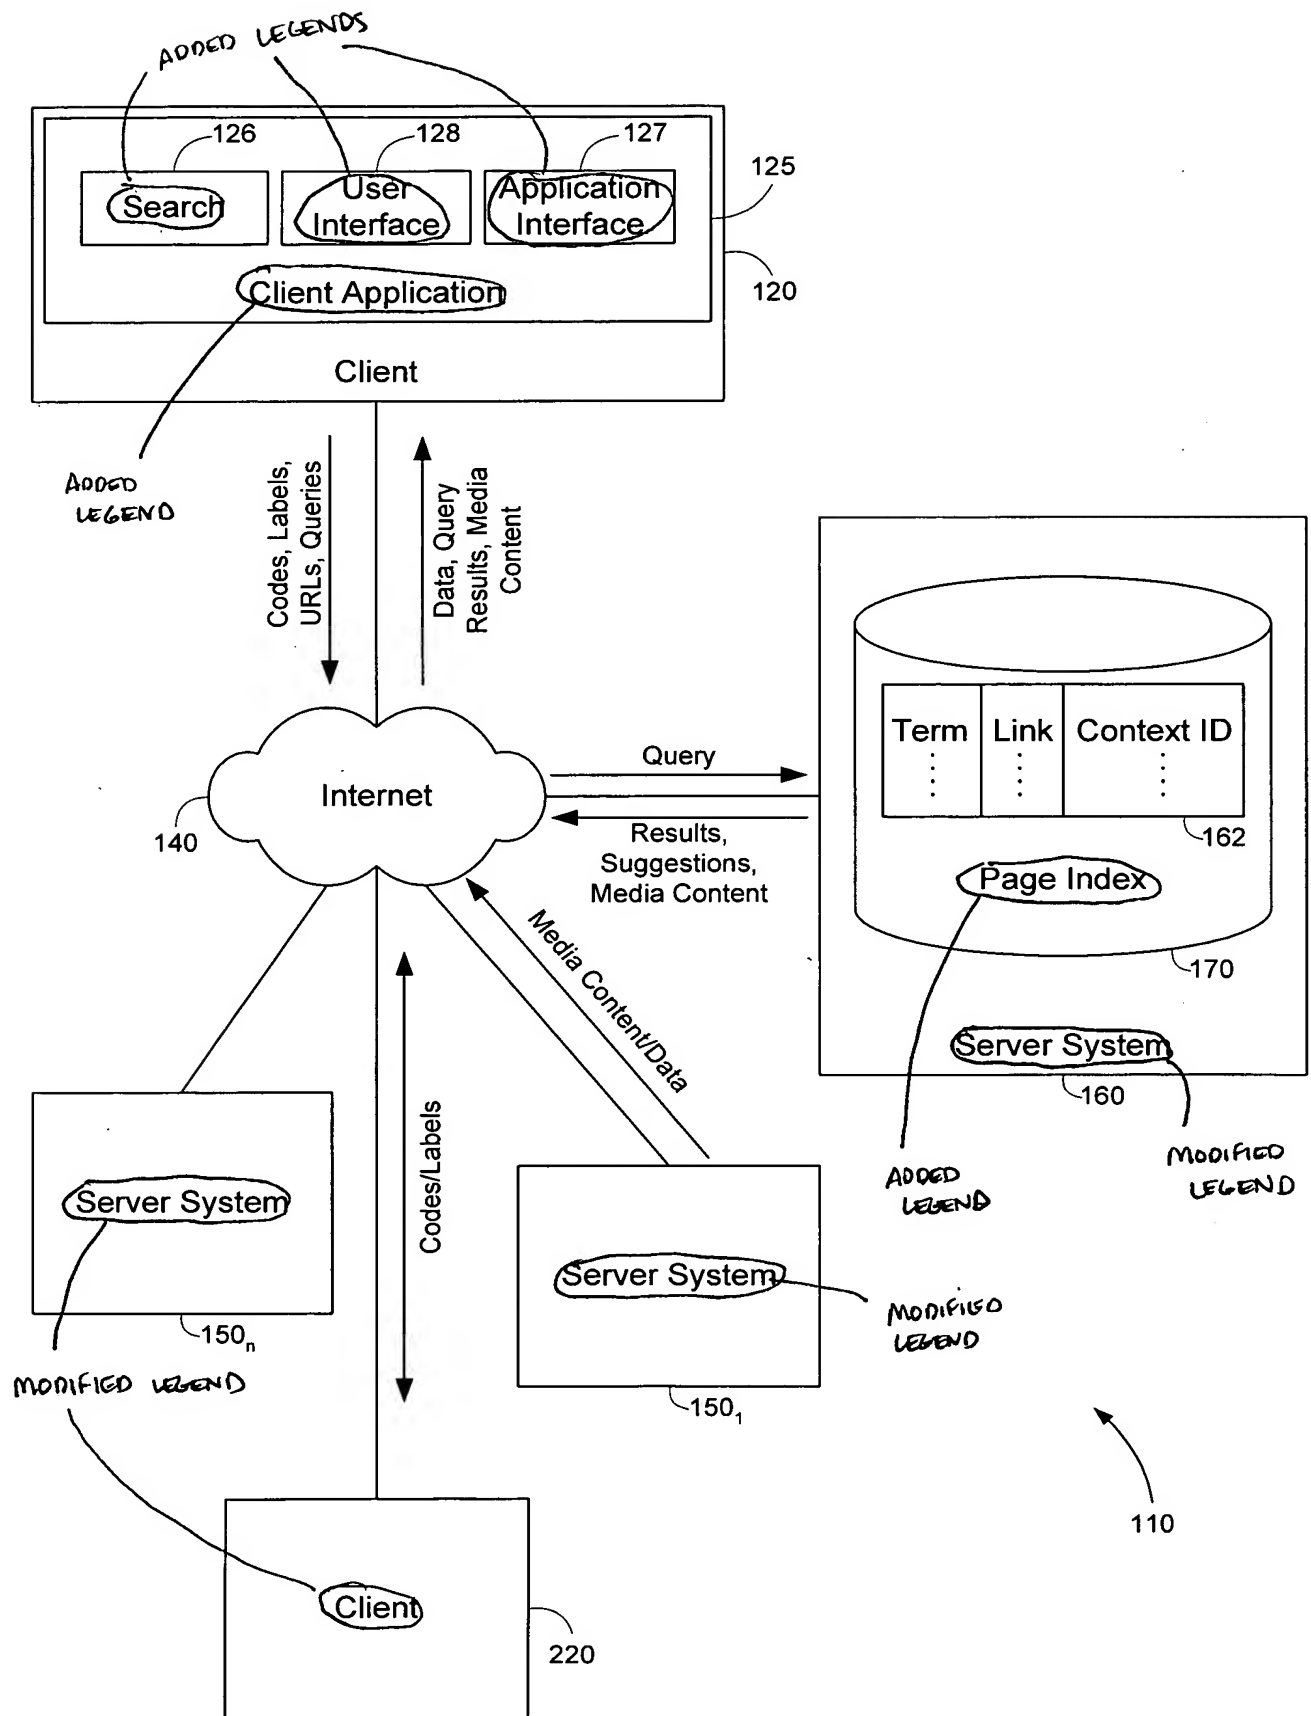 ADDED LEGENDS
126
128
127
Search
User
Interface
Application
Interface
125
120
Client Application
Client
ADDED
LEGEND
Codes, Labels,
URLs, Queries
Data, Query
Results, Media
Content
Term
Link
Context ID
162
Query
Internet
140
Results,
Suggestions,
Media Content
Page Index
170
Media Content/Data
Server System
160
ADDED
LEGEND
MODIFIED
LEGEND
Codes/Labels
Server System
150n
Server System
MODIFIED
LEGEND
1501
MODIFIED LEGEND
110
Client
220